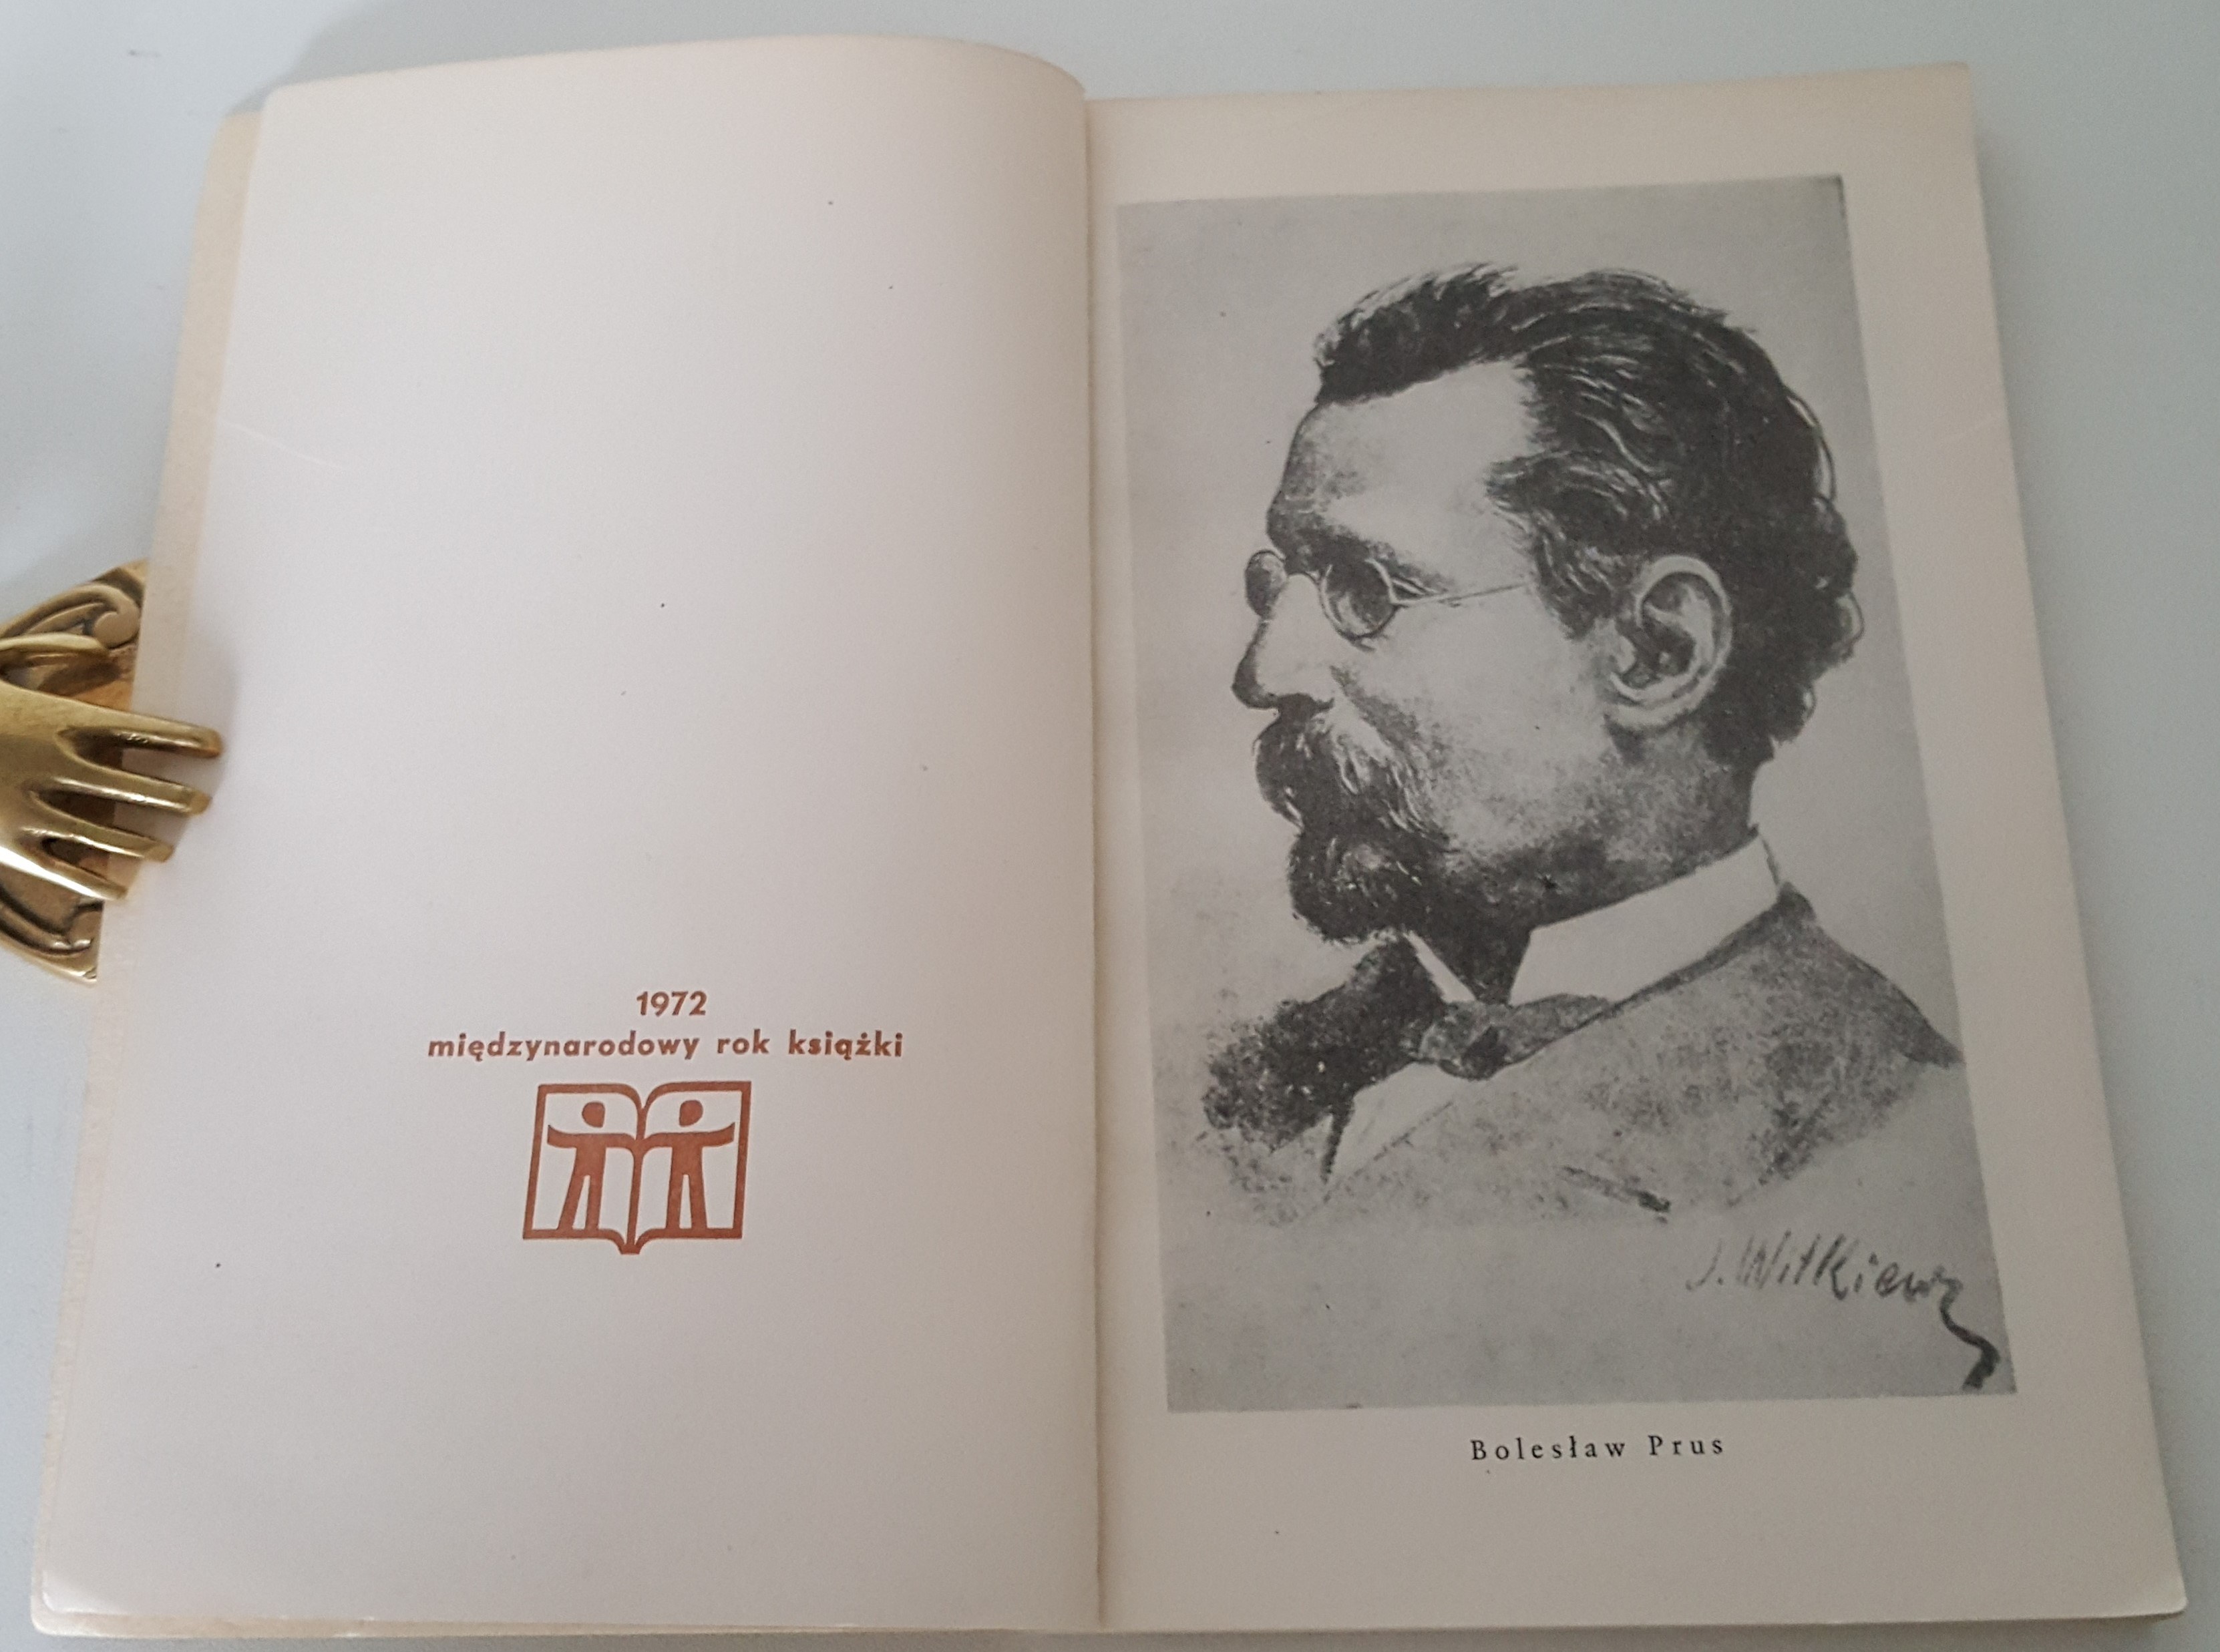 1972
międzynarodowy rok książki
J. Witkiewicz
Bolesław Prus